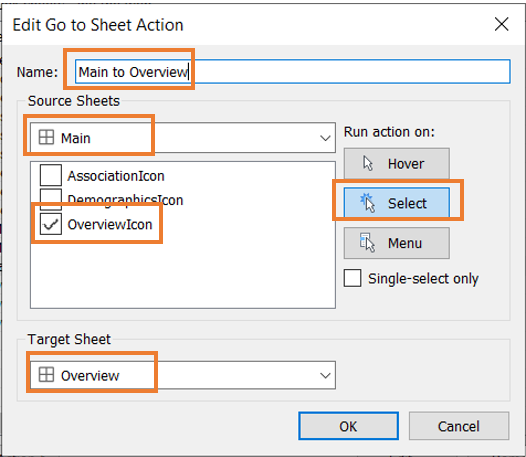 Edit Go to Sheet Action
Name: Main to Overview
Source Sheets
Main
Run action on:
AssociationIcon
Hover
DemographicsIcon
Select
OverviewIcon
Menu
Single-select only
Target Sheet
Overview
OK Cancel